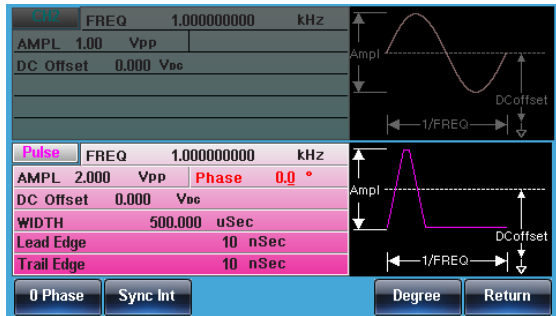 FREQ 1.000000000 kHz
AMPL 1.00 Vpp
DC Offset 0.000 VDC
Ampl
DCoffset
1/FREQ
Pulse FREQ 1.000000000 kHz
AMPL 2.000 Vpp Phase 0.0 °
DC Offset 0.000 VDC
WIDTH 500.000 uSec
Lead Edge 10 nSec
Trail Edge 10 nSec
Ampl
DCoffset
1/FREQ
0 Phase Sync Int Degree Return